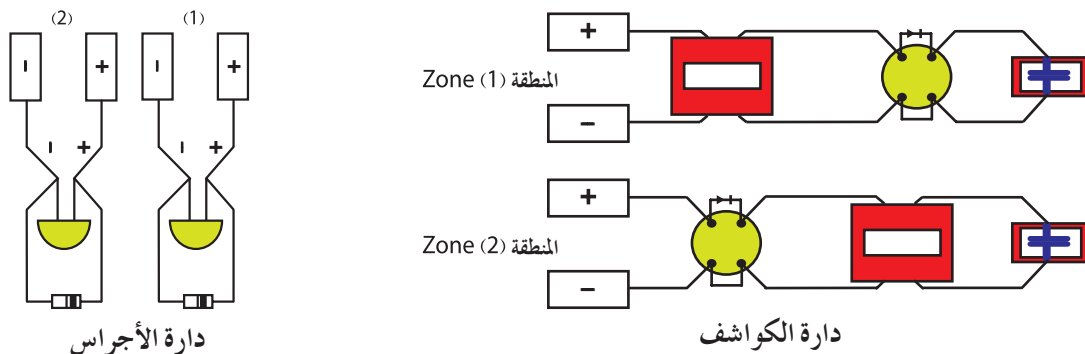 (2) (1)
- + - +
- + - +
دارة الأجراس
+
المنطقة Zone (1)
-
+
المنطقة Zone (2)
-
دارة الكواشف